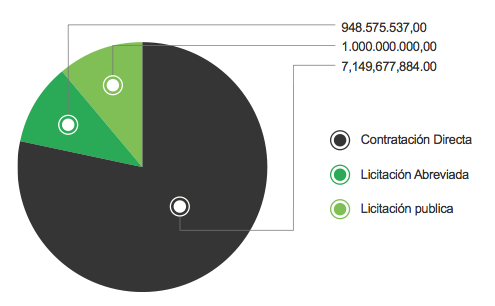 948.575.537,00
1.000.000.000,00
7,149,677,884.00
Contratación Directa
Licitación Abreviada
Licitación publica